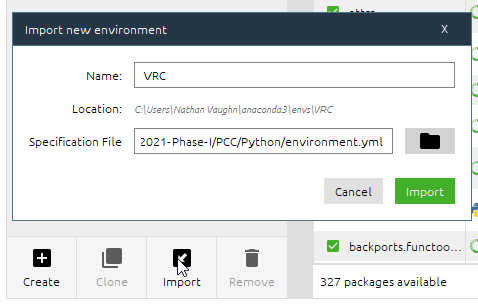 Import new environment X
Name: VRC
Location: C:\Users\Nathan Vaughn\anaconda3\envs\VRC
Specification File 2021-Phase-I/PCC/Python/environment.yml
Cancel Import
backports.functoo...
Create Clone Import Remove
327 packages available